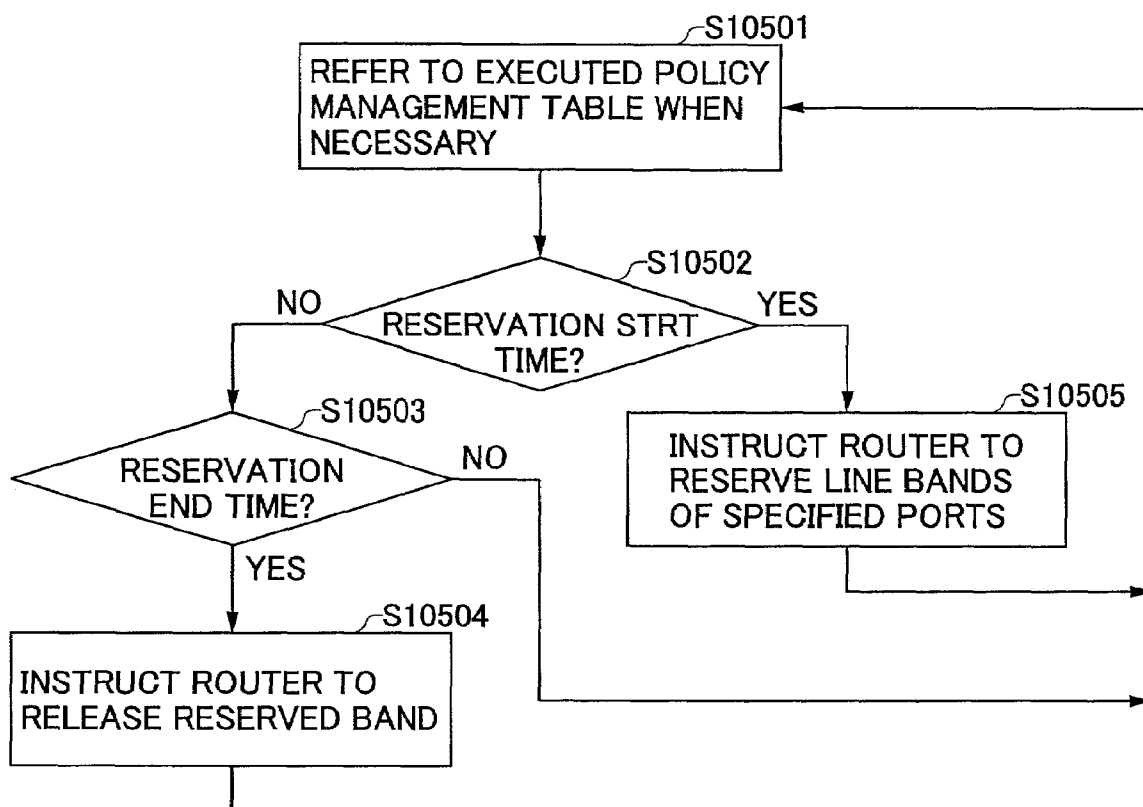 S10501
REFER TO EXECUTED POLICY
MANAGEMENT TABLE WHEN
NECESSARY
S10502
NO
YES
RESERVATION STRT
TIME?
S10503
S10505
RESERVATION
END TIME?
NO
INSTRUCT ROUTER TO
RESERVE LINE BANDS
OF SPECIFIED PORTS
YES
S10504
INSTRUCT ROUTER TO
RELEASE RESERVED BAND